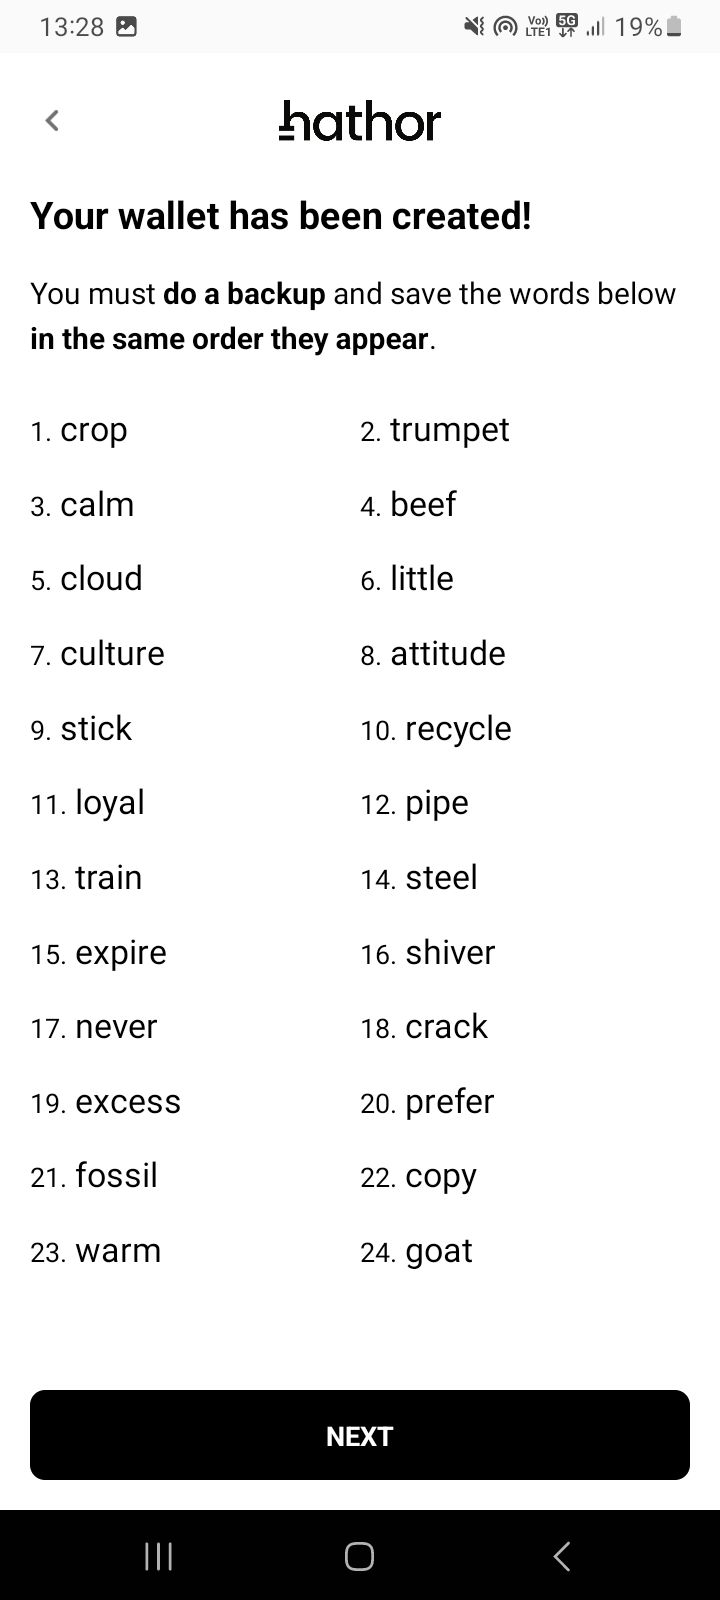 13:28 Vo)) LTE1 5G 19%
hathor
Your wallet has been created!
You must do a backup and save the words below
in the same order they appear.
1. crop 2. trumpet
3. calm 4. beef
5. cloud 6. little
7. culture 8. attitude
9. stick 10. recycle
11. loyal 12. pipe
13. train 14. steel
15. expire 16. shiver
17. never 18. crack
19. excess 20. prefer
21. fossil 22. copy
23. warm 24. goat
NEXT